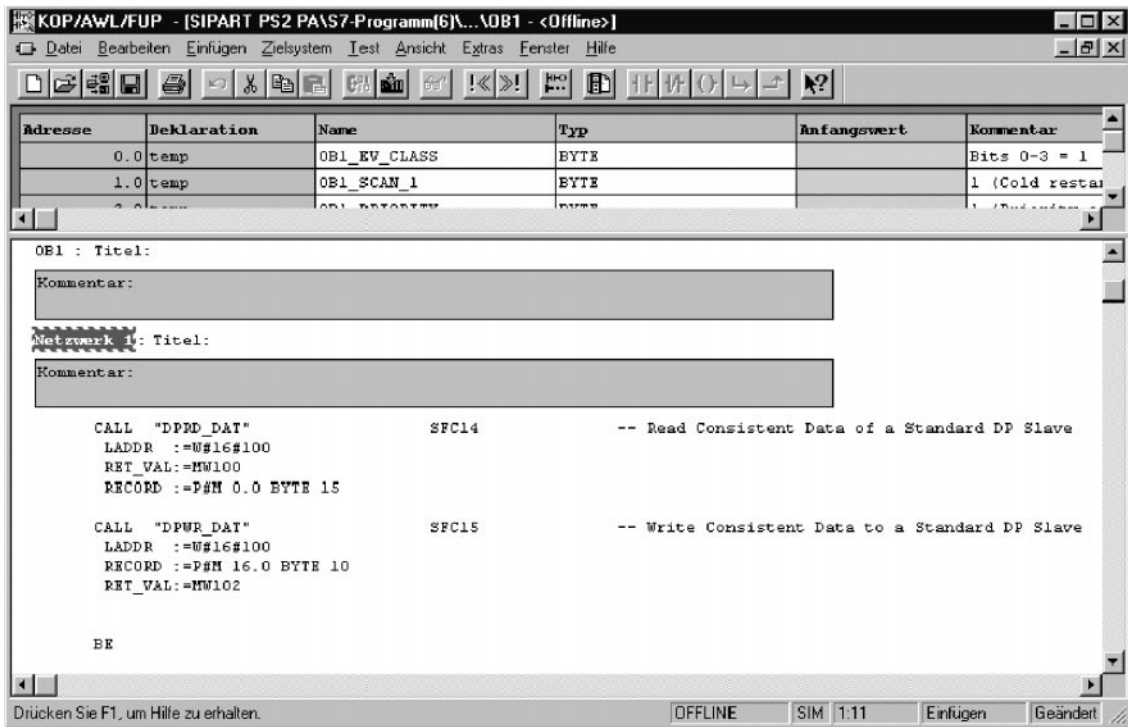 KOP/AWL/FUP - [SIPART PS2 PA\S7-Programm(6)\...\OB1 - <Offline>]
Datei Bearbeiten Einfügen Zielsystem Test Ansicht Extras Fenster Hilfe
Adresse Deklaration Name Typ Anfangswert Kommentar
0.0 temp OB1_EV_CLASS BYTE Bits 0-3 = 1
1.0 temp OB1_SCAN_1 BYTE 1 (Cold restar
OB1 : Titel:
Kommentar:
Netzwerk 1: Titel:
Kommentar:
CALL "DPRD_DAT" SFC14 -- Read Consistent Data of a Standard DP Slave
LADDR :=W#16#100
RET_VAL:=MW100
RECORD :=P#M 0.0 BYTE 15
CALL "DPWR_DAT" SFC15 -- Write Consistent Data to a Standard DP Slave
LADDR :=W#16#100
RECORD :=P#M 16.0 BYTE 10
RET_VAL:=MW102
BE
Drücken Sie F1, um Hilfe zu erhalten. OFFLINE SIM 1:11 Einfügen Geändert